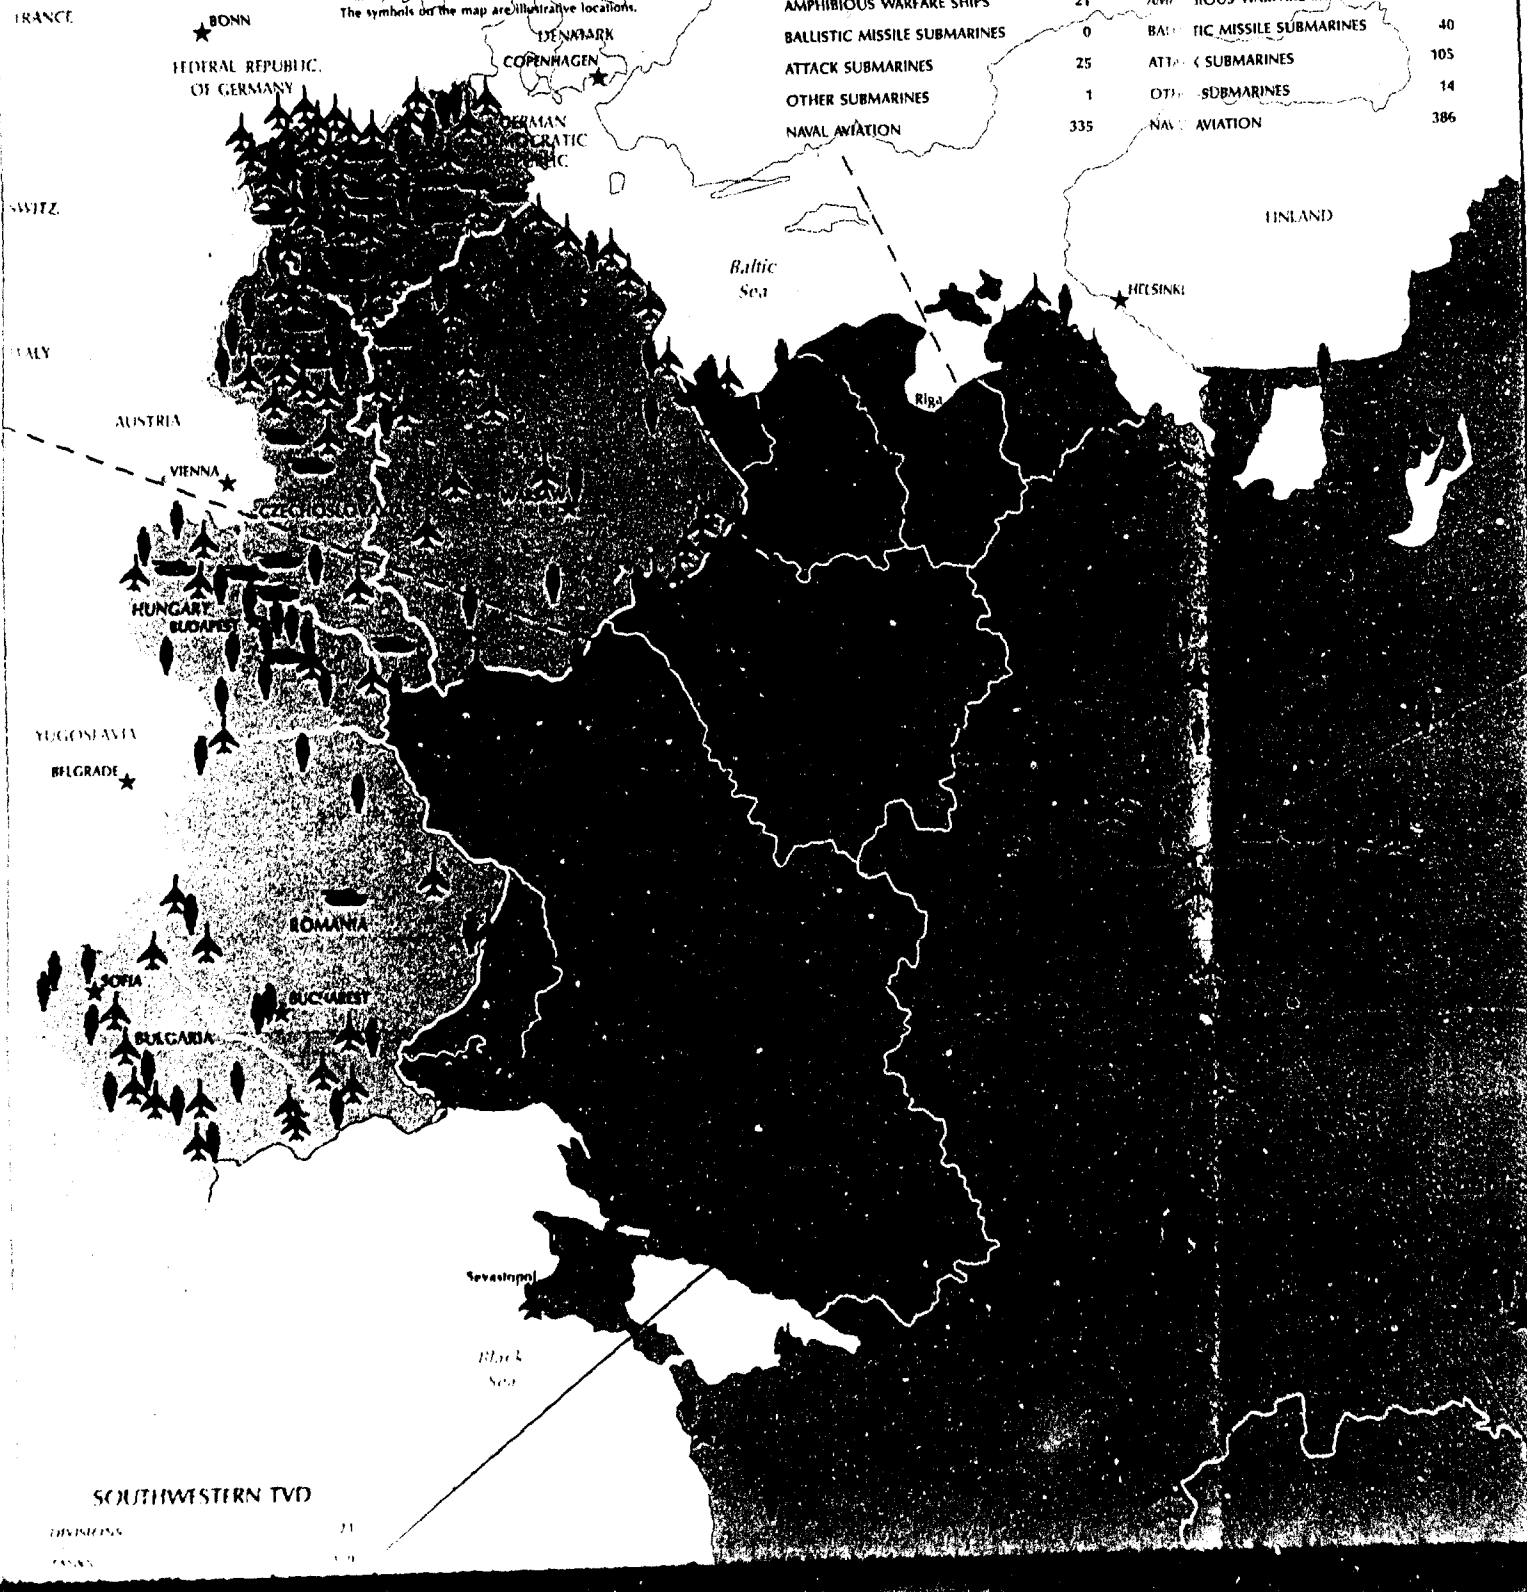 FRANCE
BONN
The symbols on the map are illustrative locations.
AMPHIBIOUS WARFARE SHIPS 21
BALLISTIC MISSILE SUBMARINES 0 BALLISTIC MISSILE SUBMARINES 40
ATTACK SUBMARINES 25 SUBMARINES 105
OTHER SUBMARINES 1 SUBMARINES 14
NAVAL AVIATION 335 AVIATION 386
DENMARK
COPENHAGEN
FEDERAL REPUBLIC
OF GERMANY
SWITZ.
FINLAND
Baltic
Sea
HELSINKI
Riga
AUSTRIA
VIENNA
WARSAW
HUNGARY
BUDAPEST
YUGOSLAVIA
BELGRADE
ROMANIA
SOFIA
BUCHAREST
BULGARIA
Sevastopol
Black
Sea
SOUTHWESTERN TVD
DIVISIONS